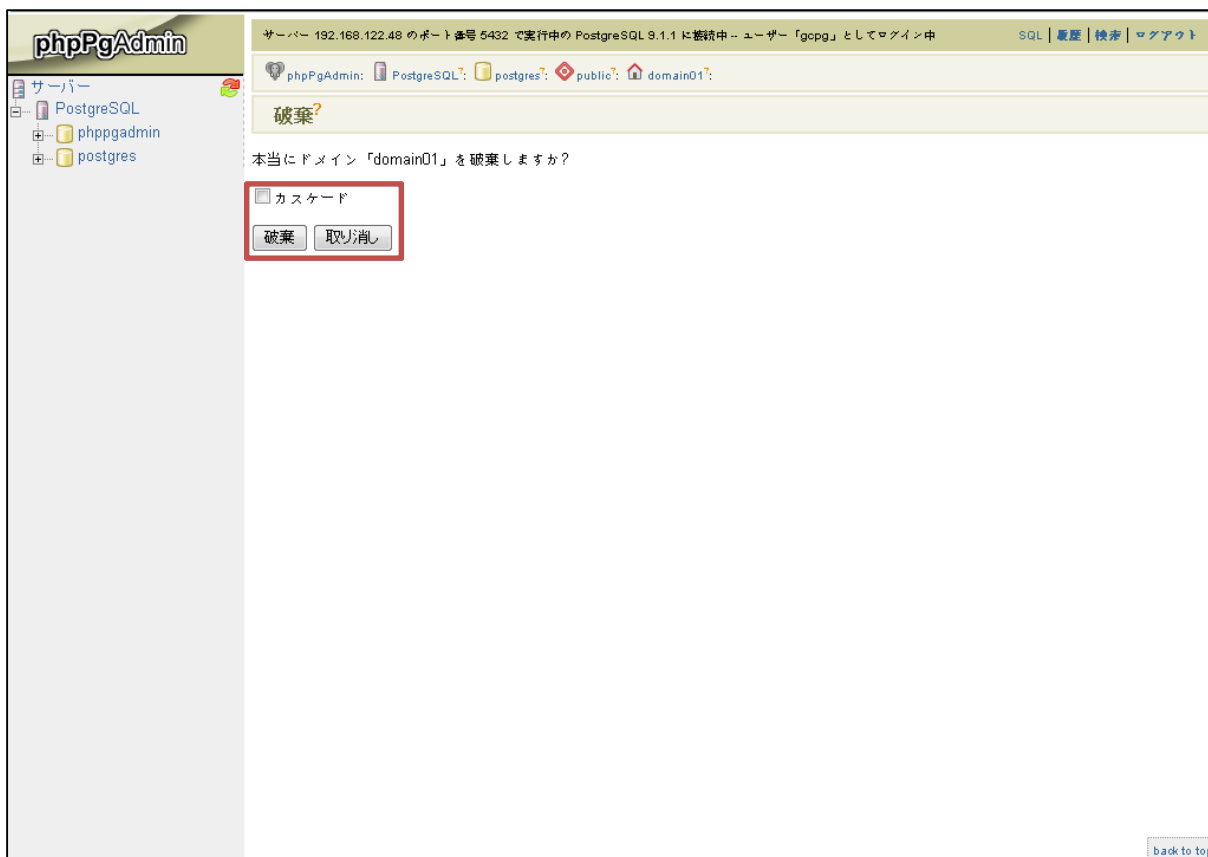 phpPgAdmin
サーバー 192.168.122.48 のポート番号 5432 で実行中の PostgreSQL 9.1.1 に接続中 -- ユーザー「gcpg」としてログイン中
SQL | 履歴 | 検索 | ログアウト
phpPgAdmin: PostgreSQL?: postgres?: public?: domain01?:
サーバー
PostgreSQL
phppgadmin
postgres
破棄?
本当にドメイン「domain01」を破棄しますか?
カスケード
破棄 取り消し
back to top